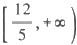 [ 12/5 , +∞ )